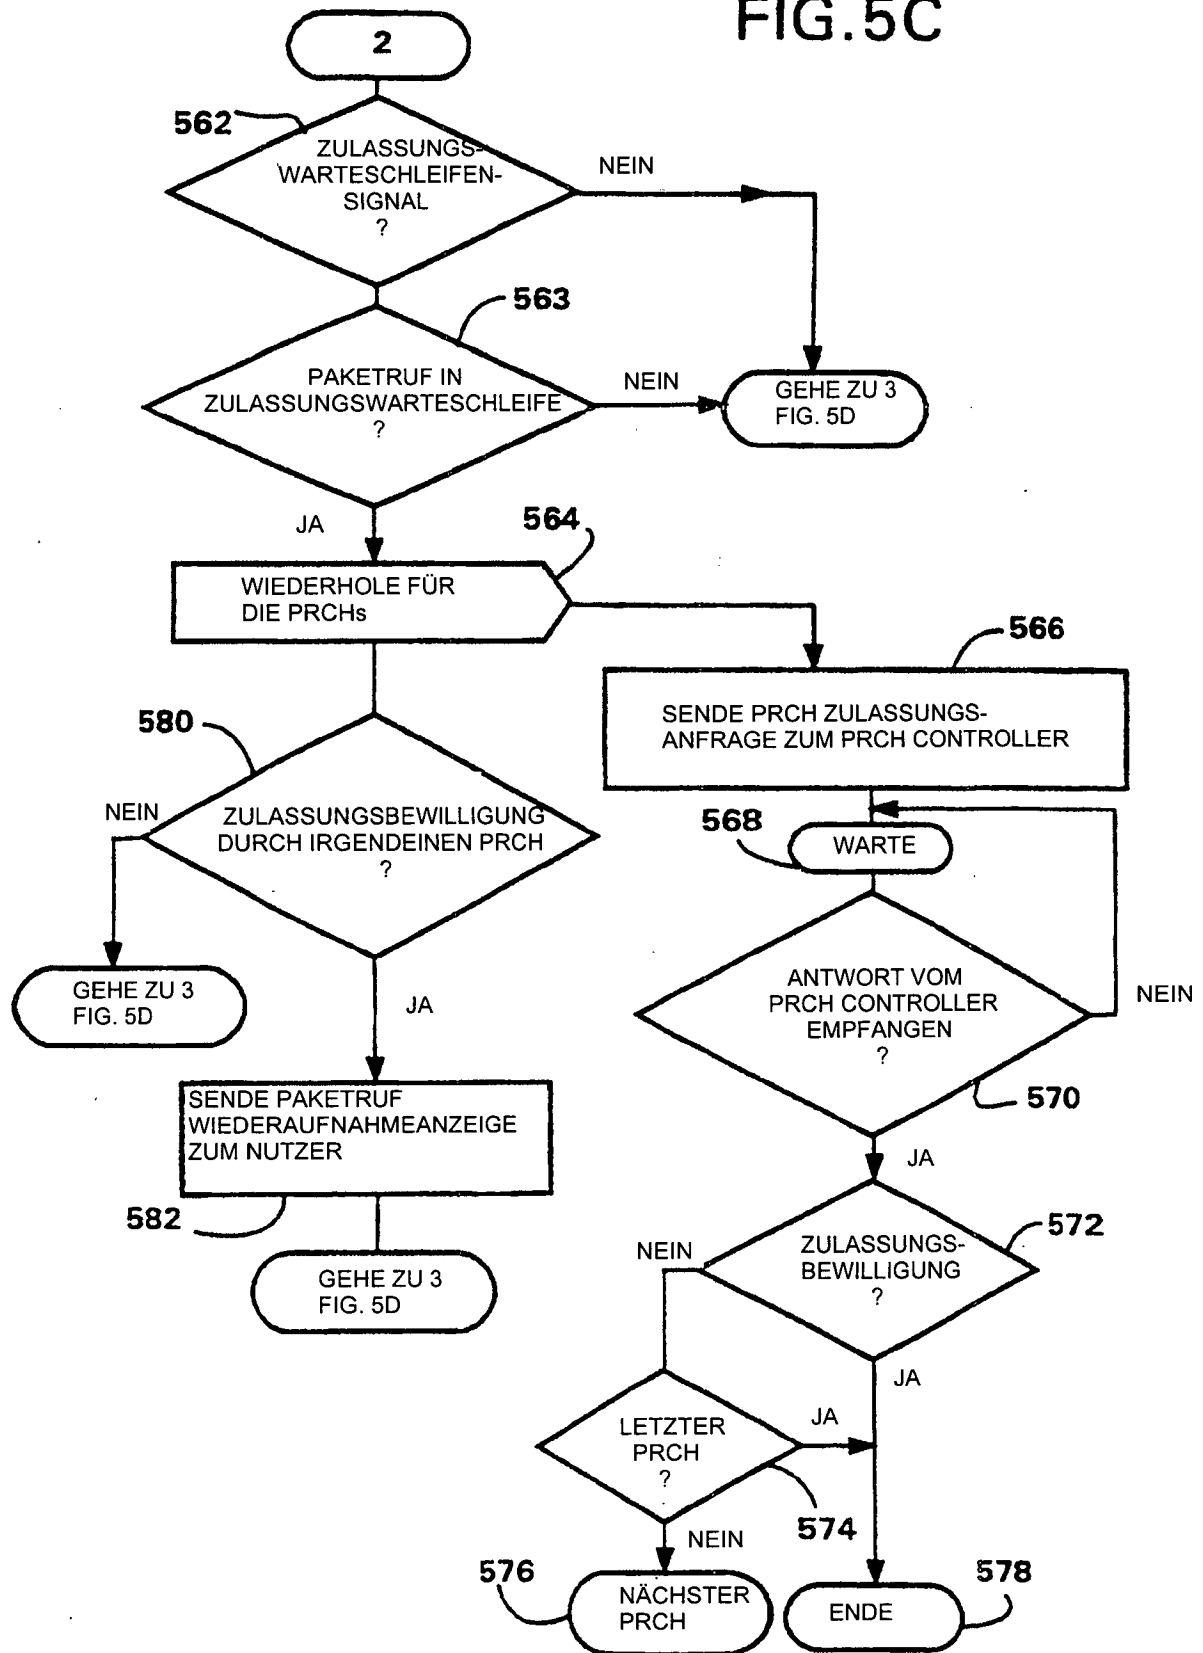 FIG.5C
2
562
ZULASSUNGS-
WARTESCHLEIFEN-
SIGNAL
?
NEIN
563
PAKETRUF IN
ZULASSUNGSWARTESCHLEIFE
?
NEIN
GEHE ZU 3
FIG. 5D
JA
564
WIEDERHOLE FÜR
DIE PRCHs
566
SENDE PRCH ZULASSUNGS-
ANFRAGE ZUM PRCH CONTROLLER
580
NEIN
ZULASSUNGSBEWILLIGUNG
DURCH IRGENDEINEN PRCH
?
568
WARTE
GEHE ZU 3
FIG. 5D
JA
ANTWORT VOM
PRCH CONTROLLER
EMPFANGEN
?
NEIN
570
SENDE PAKETRUF
WIEDERAUFNAHMEANZEIGE
ZUM NUTZER
582
JA
572
NEIN
ZULASSUNGS-
BEWILLIGUNG
?
GEHE ZU 3
FIG. 5D
JA
LETZTER
PRCH
?
JA
574
NEIN
576
NÄCHSTER
PRCH
ENDE
578